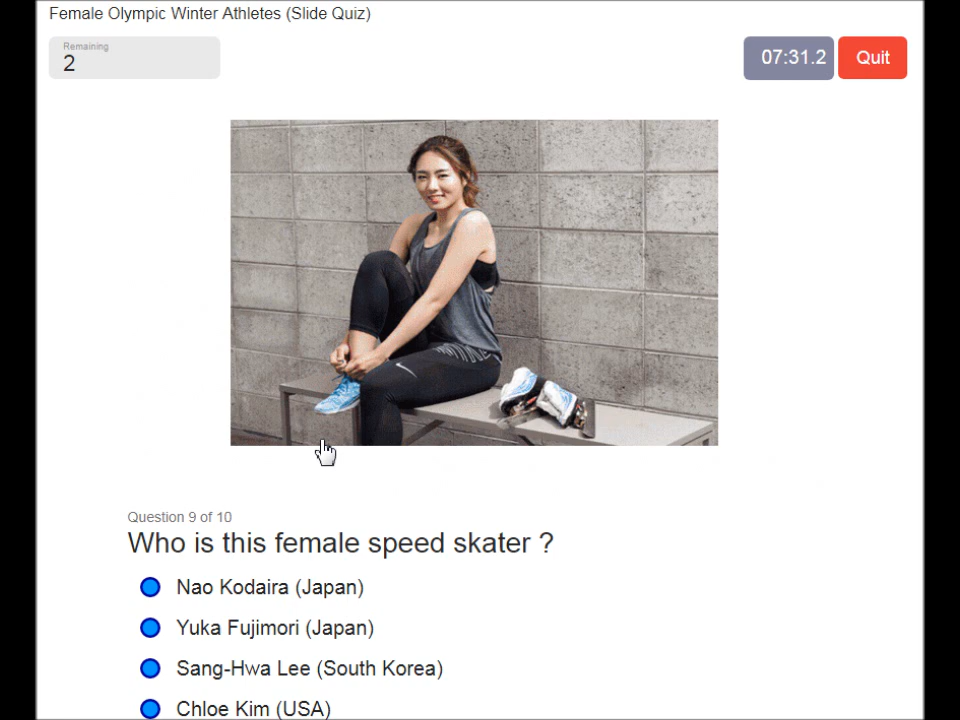 Female Olympic Winter Athletes (Slide Quiz)
Remaining
2
07:31.2
Quit
Question 9 of 10
Who is this female speed skater ?
Nao Kodaira (Japan)
Yuka Fujimori (Japan)
Sang-Hwa Lee (South Korea)
Chloe Kim (USA)